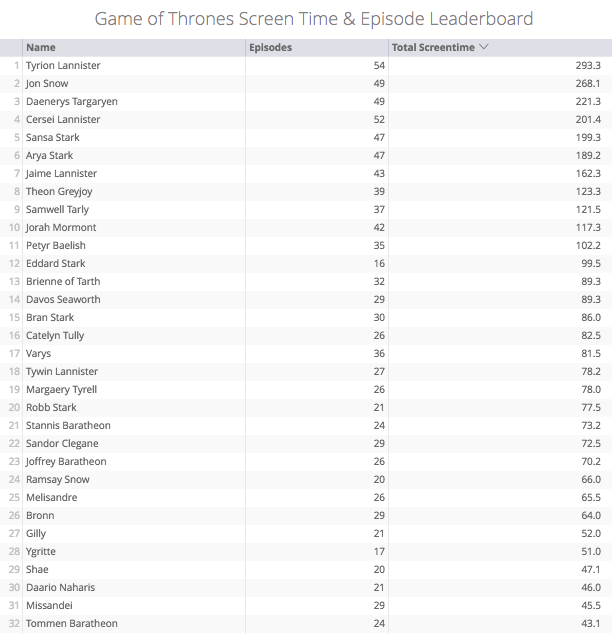 Game of Thrones Screen Time & Episode Leaderboard
Name Episodes Total Screentime
1 Tyrion Lannister 54 293.3
2 Jon Snow 49 268.1
3 Daenerys Targaryen 49 221.3
4 Cersei Lannister 52 201.4
5 Sansa Stark 47 199.3
6 Arya Stark 47 189.2
7 Jaime Lannister 43 162.3
8 Theon Greyjoy 39 123.3
9 Samwell Tarly 37 121.5
10 Jorah Mormont 42 117.3
11 Petyr Baelish 35 102.2
12 Eddard Stark 16 99.5
13 Brienne of Tarth 32 89.3
14 Davos Seaworth 29 89.3
15 Bran Stark 30 86.0
16 Catelyn Tully 26 82.5
17 Varys 36 81.5
18 Tywin Lannister 27 78.2
19 Margaery Tyrell 26 78.0
20 Robb Stark 21 77.5
21 Stannis Baratheon 24 73.2
22 Sandor Clegane 29 72.5
23 Joffrey Baratheon 26 70.2
24 Ramsay Snow 20 66.0
25 Melisandre 26 65.5
26 Bronn 29 64.0
27 Gilly 21 52.0
28 Ygritte 17 51.0
29 Shae 20 47.1
30 Daario Naharis 21 46.0
31 Missandei 29 45.5
32 Tommen Baratheon 24 43.1